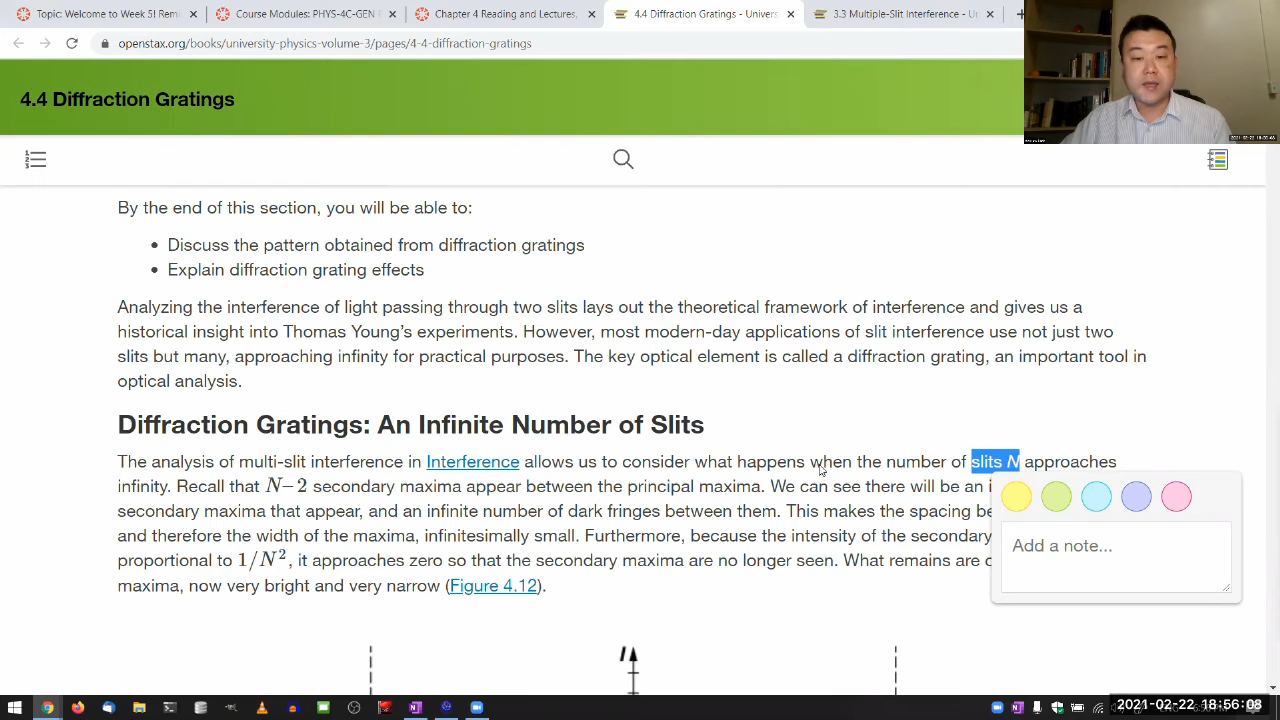 Topic: Welcome to Week 5! Rem
Course Modules: PHYS-4C-GEN F
Chapter 4 Reading and Lectures,
4.4 Diffraction Gratings - Univers
3.3 Multiple-Slit Interference - Un
openstax.org/books/university-physics-volume-3/pages/4-4-diffraction-gratings
4.4 Diffraction Gratings
By the end of this section, you will be able to:
• Discuss the pattern obtained from diffraction gratings
• Explain diffraction grating effects
Analyzing the interference of light passing through two slits lays out the theoretical framework of interference and gives us a
historical insight into Thomas Young's experiments. However, most modern-day applications of slit interference use not just two
slits but many, approaching infinity for practical purposes. The key optical element is called a diffraction grating, an important tool in
optical analysis.
Diffraction Gratings: An Infinite Number of Slits
The analysis of multi-slit interference in Interference allows us to consider what happens when the number of slits N approaches
infinity. Recall that N–2 secondary maxima appear between the principal maxima. We can see there will be an i
secondary maxima that appear, and an infinite number of dark fringes between them. This makes the spacing be
and therefore the width of the maxima, infinitesimally small. Furthermore, because the intensity of the secondary
proportional to 1/N², it approaches zero so that the secondary maxima are no longer seen. What remains are o
maxima, now very bright and very narrow (Figure 4.12).
Add a note...
I
2021-02-22 18:56:08